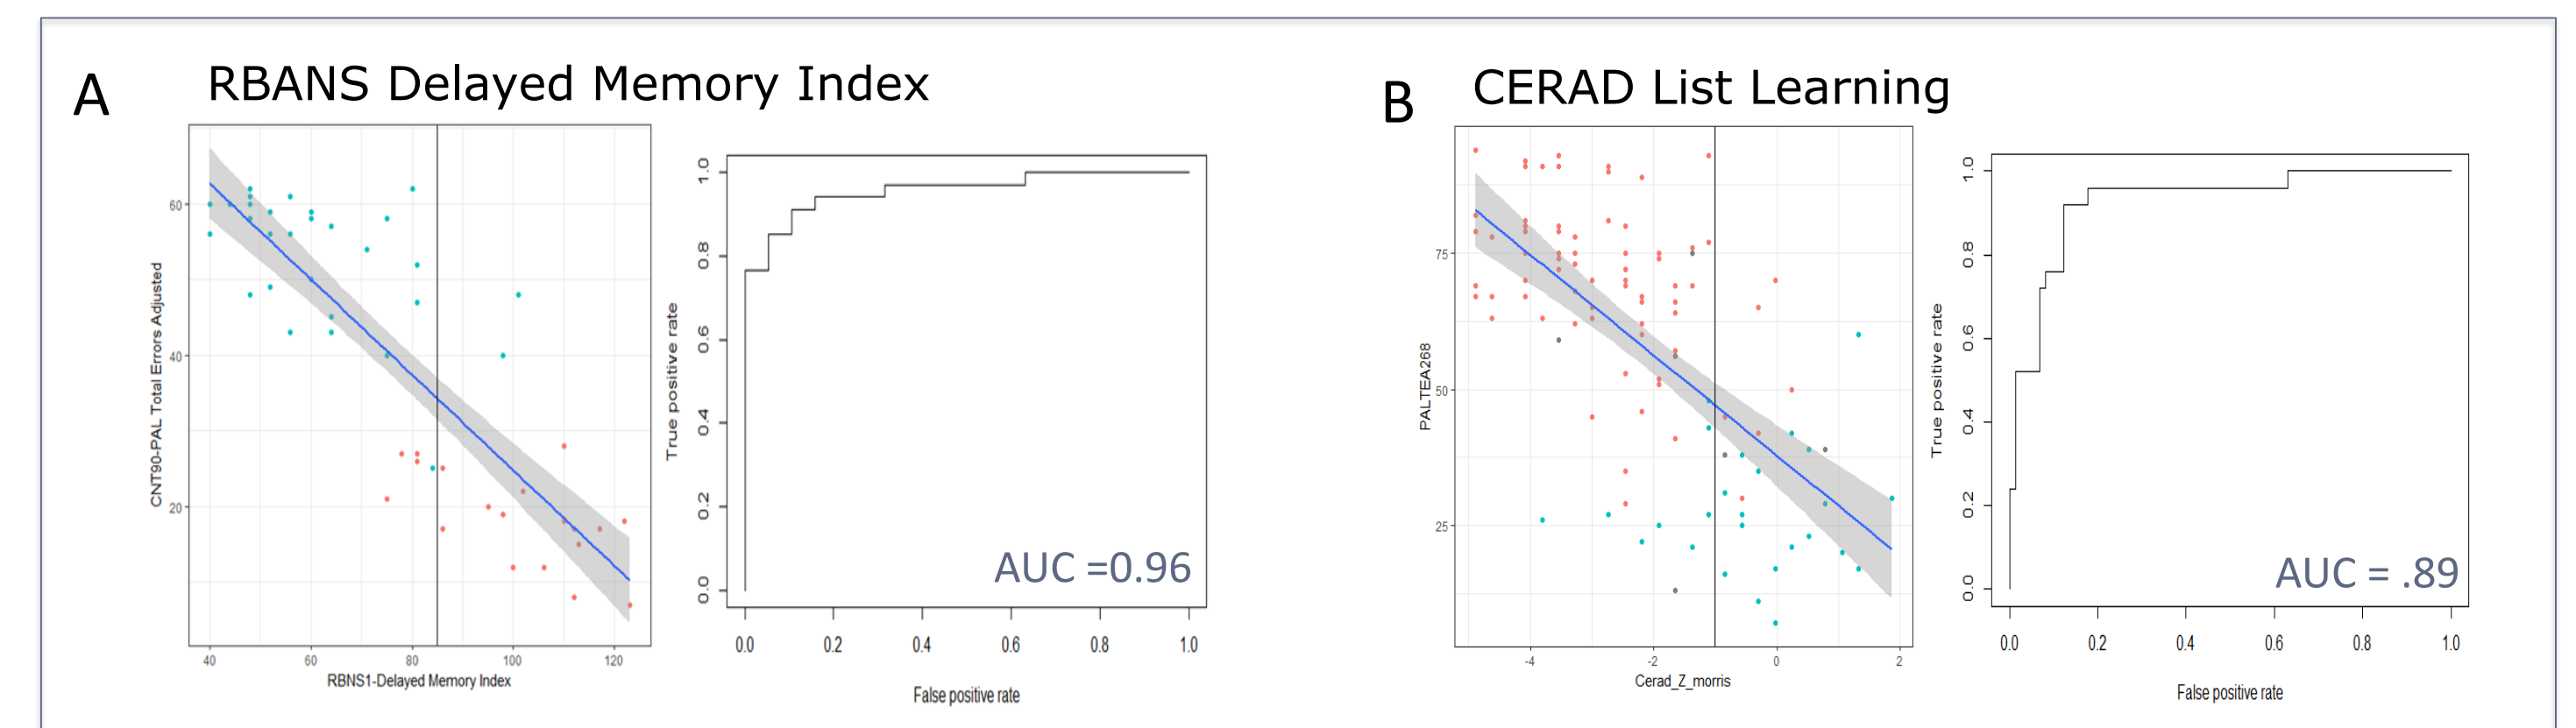 A
RBANS Delayed Memory Index
CNT90-PAL Total Errors Adjusted
60
40
20
40 60 80 100 120
RBNS1-Delayed Memory Index
True positive rate
1.0
0.8
0.6
0.4
0.2
0.0
AUC =0.96
0.0 0.2 0.4 0.6 0.8 1.0
False positive rate
B
CERAD List Learning
PALTEA268
75
50
25
-4 -2 0 2
Cerad_Z_morris
True positive rate
1.0
0.8
0.6
0.4
0.2
0.0
AUC = .89
0.0 0.2 0.4 0.6 0.8 1.0
False positive rate